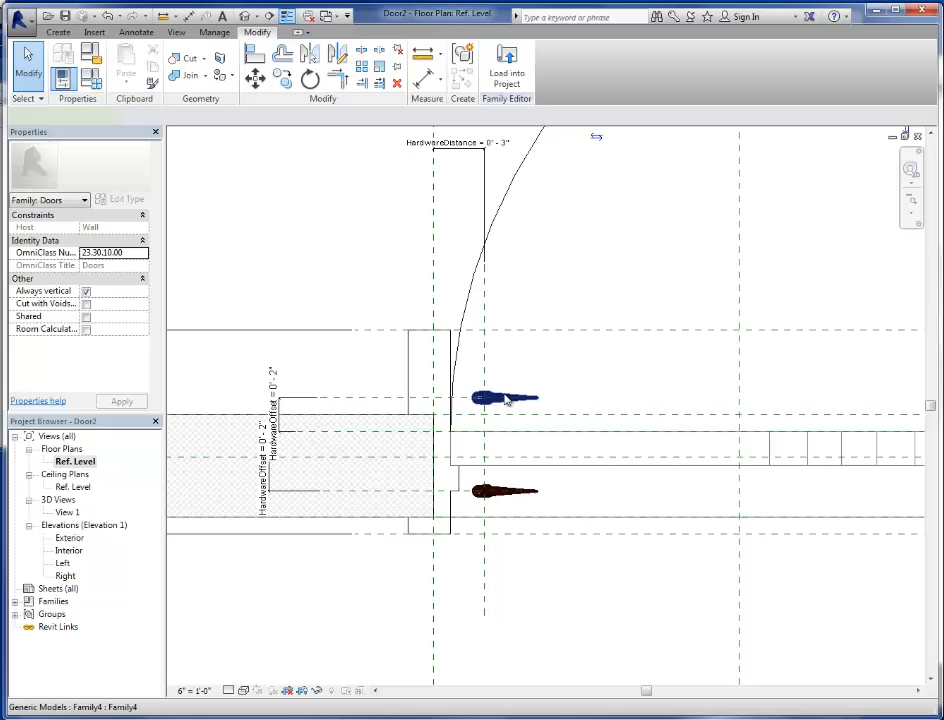 Door2 - Floor Plan: Ref. Level
Type a keyword or phrase
Sign In
Create
Insert
Annotate
View
Manage
Modify
Modify
Paste
Cut
Join
Load into
Project
Select
Properties
Clipboard
Geometry
Modify
Measure
Create
Family Editor
Properties
Family: Doors
Edit Type
Constraints
Host
Wall
Identity Data
OmniClass Nu...
23.30.10.00
OmniClass Title
Doors
Other
Always vertical
Cut with Voids...
Shared
Room Calculat...
Properties help
Apply
Project Browser - Door2
Views (all)
Floor Plans
Ref. Level
Ceiling Plans
Ref. Level
3D Views
View 1
Elevations (Elevation 1)
Exterior
Interior
Left
Right
Sheets (all)
Families
Groups
Revit Links
HardwareDistance = 0' - 3"
HardwareOffset = 0' - 2"
HardwareOffset = 0' - 2"
6" = 1'-0"
Generic Models : Family4 : Family4